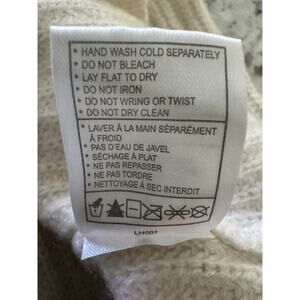 • HAND WASH COLD SEPARATELY
• DO NOT BLEACH
• LAY FLAT TO DRY
• DO NOT IRON
• DO NOT WRING OR TWIST
• DO NOT DRY CLEAN
• LAVER À LA MAIN SÉPARÉMENT
À FROID
• PAS D'EAU DE JAVEL
• SÉCHAGE À PLAT
• NE PAS REPASSER
• NE PAS TORDRE
• NETTOYAGE À SEC INTERDIT
LH001